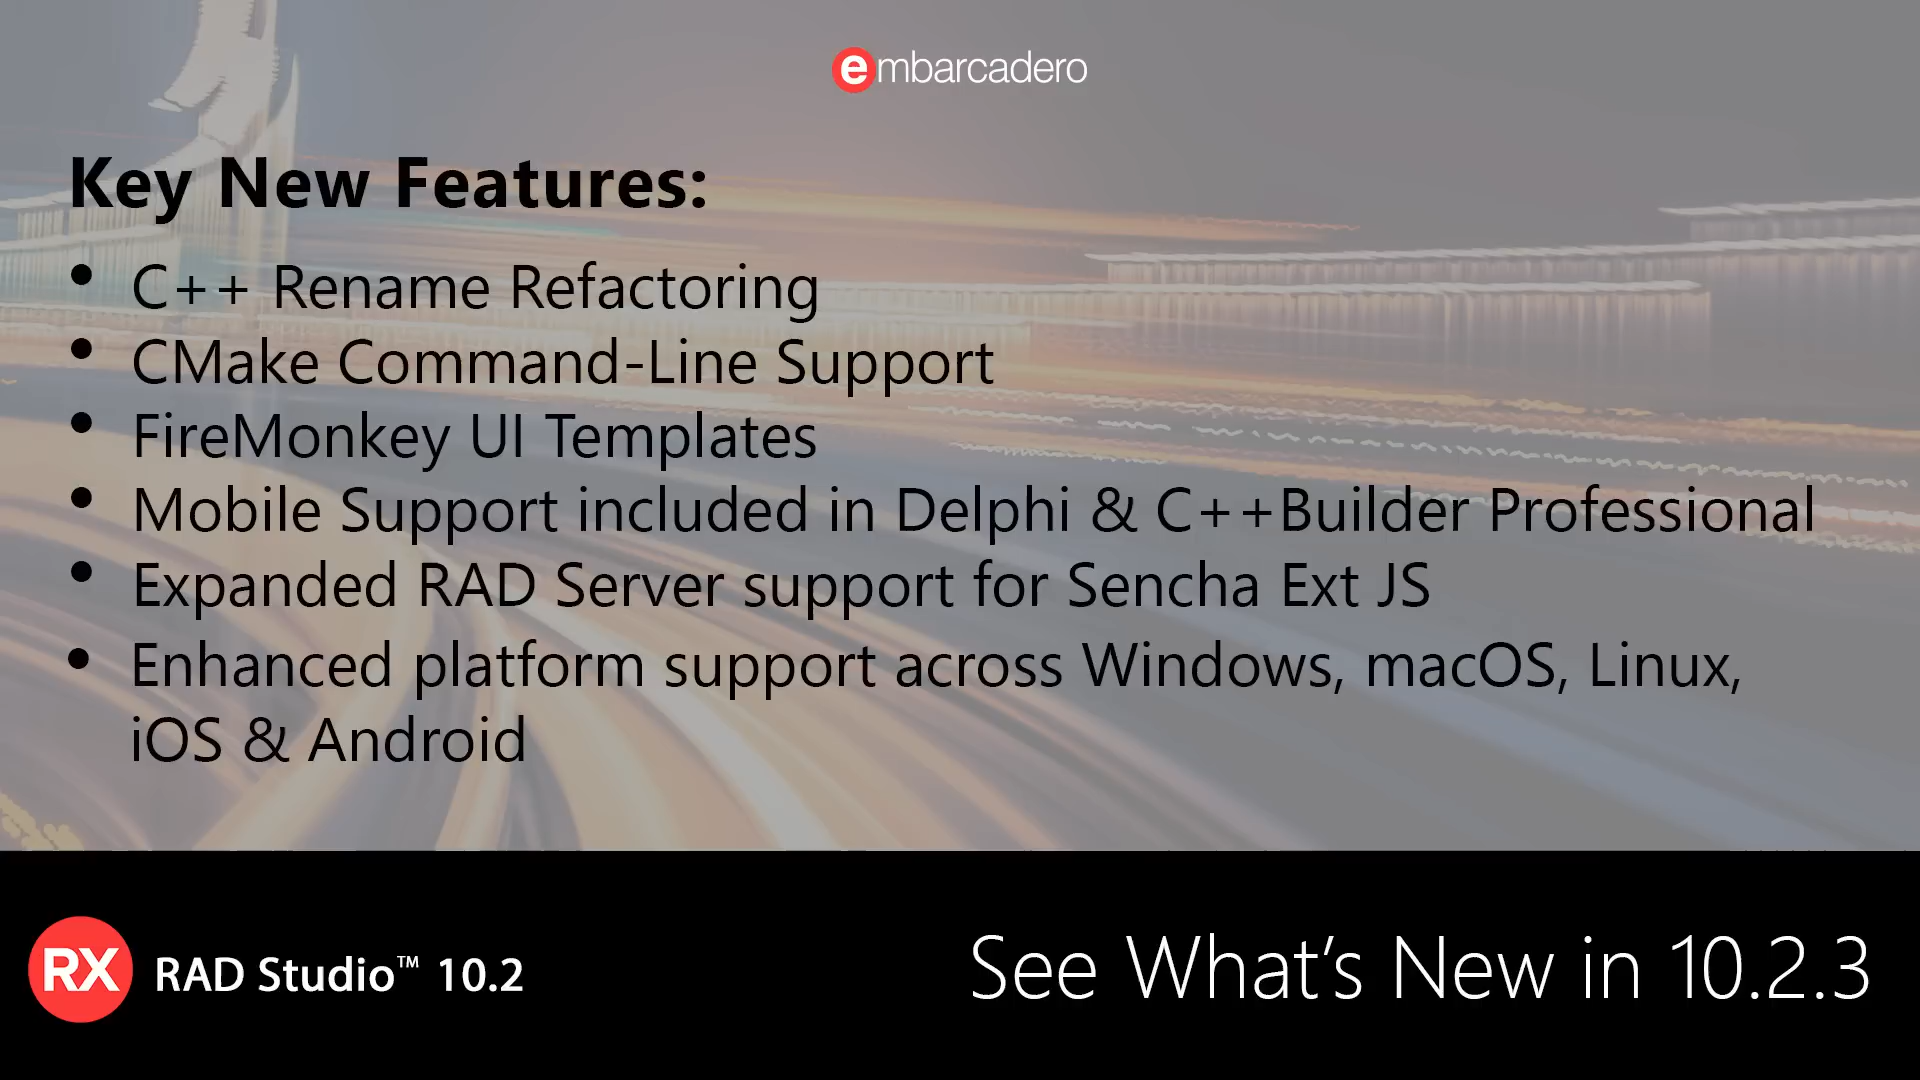 embarcadero
Key New Features:
• C++ Rename Refactoring
• CMake Command-Line Support
• FireMonkey UI Templates
• Mobile Support included in Delphi & C++Builder Professional
• Expanded RAD Server support for Sencha Ext JS
• Enhanced platform support across Windows, macOS, Linux,
iOS & Android
RX RAD Studio™ 10.2
See What's New in 10.2.3